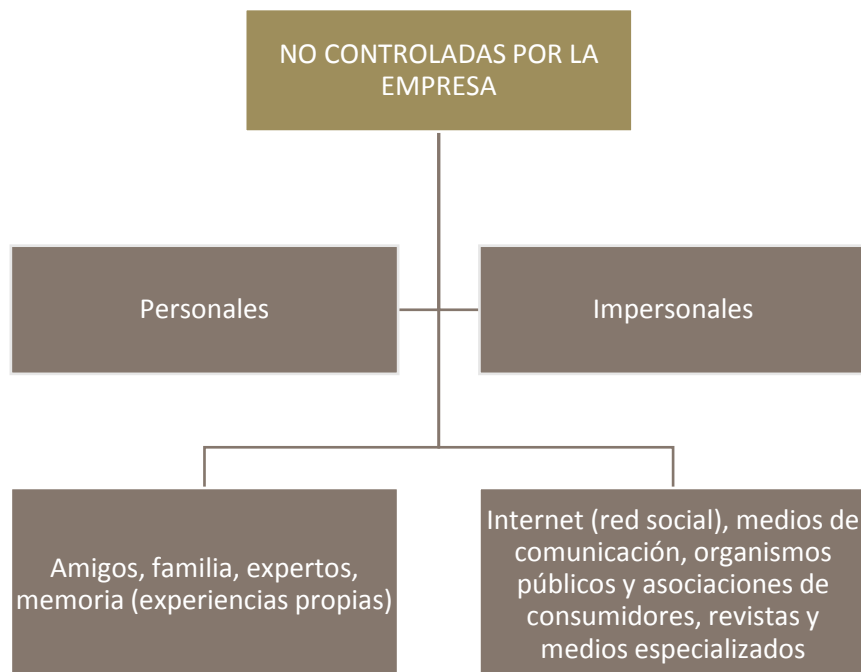 NO CONTROLADAS POR LA
EMPRESA
Personales
Impersonales
Amigos, familia, expertos,
memoria (experiencias propias)
Internet (red social), medios de
comunicación, organismos
públicos y asociaciones de
consumidores, revistas y
medios especializados